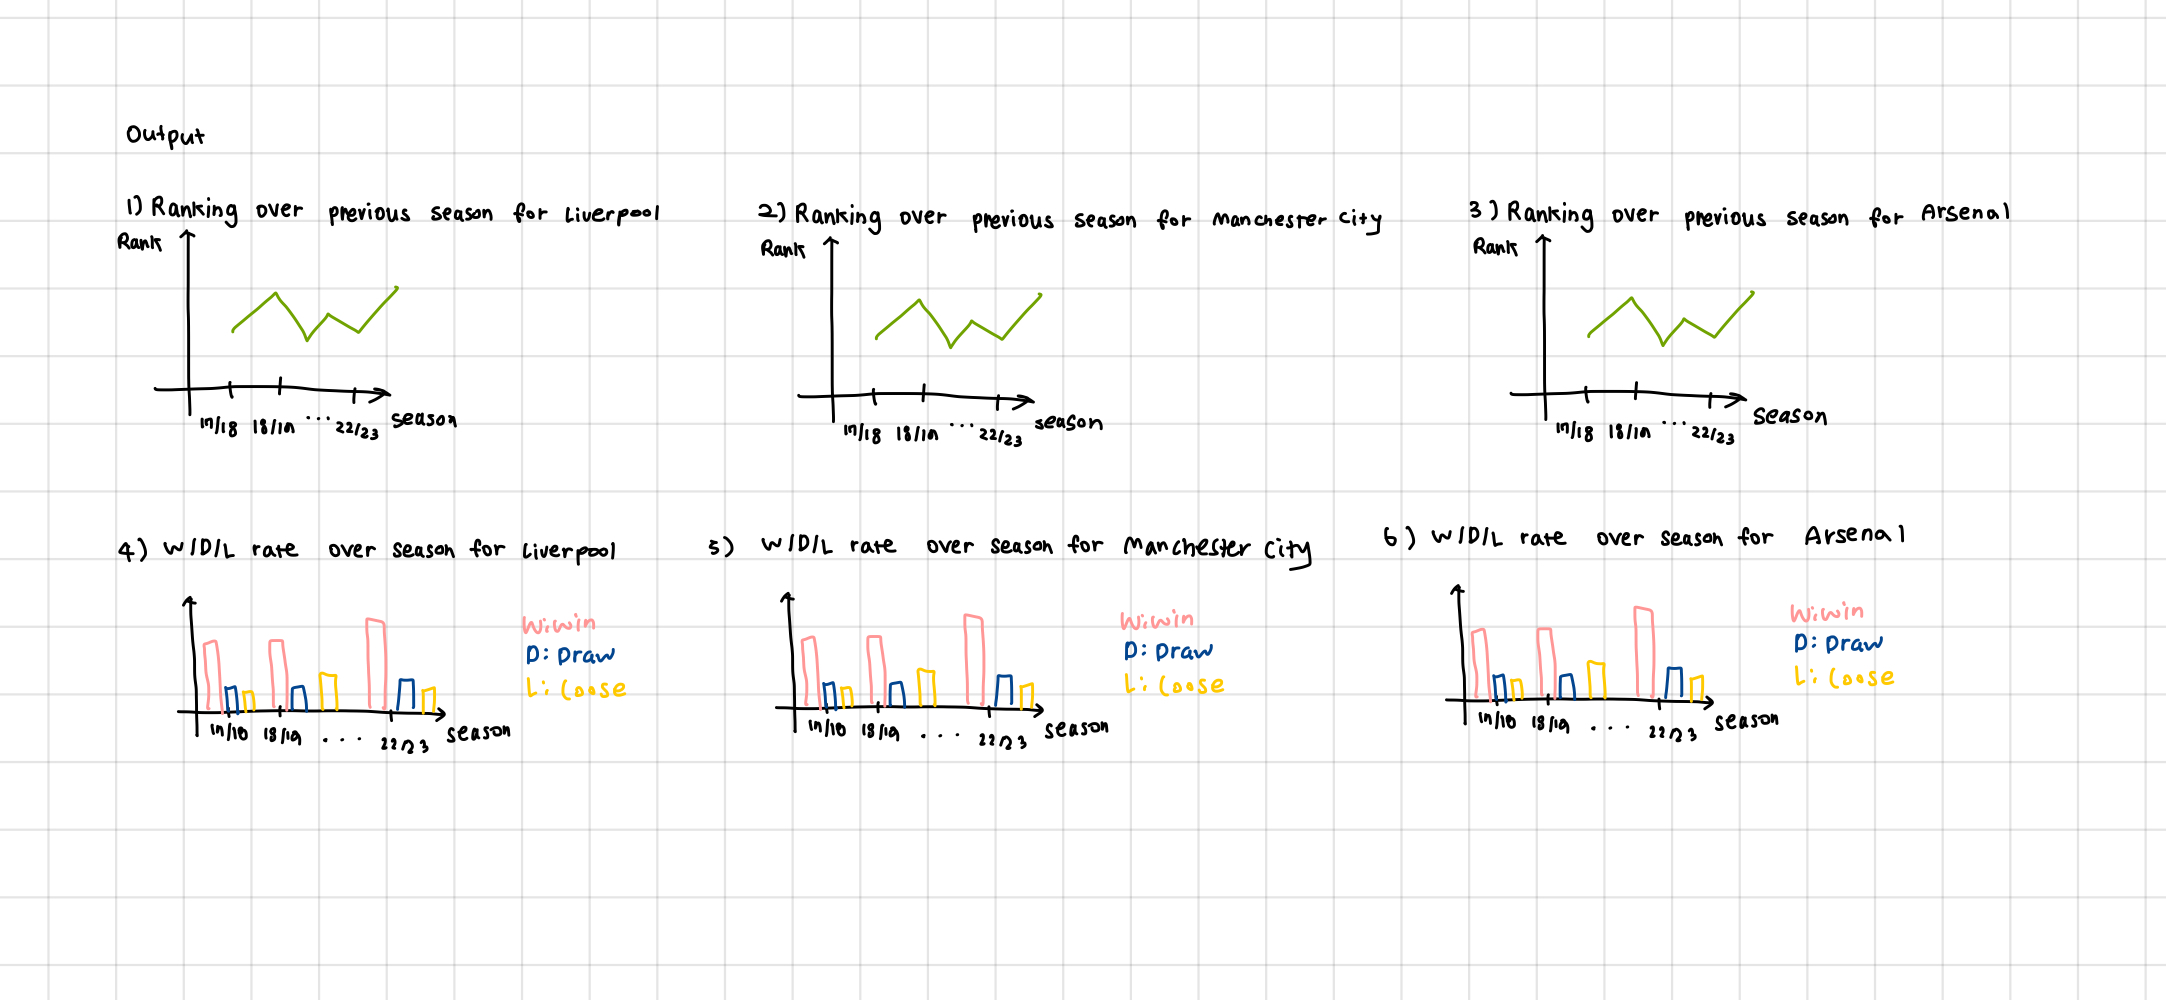 Output
1) Ranking over previous season for Liverpool
Rank
17/18 18/19 ... 22/23 season
2) Ranking over previous season for Manchester City
Rank
17/18 18/19 ... 22/23 season
3) Ranking over previous season for Arsenal
Rank
17/18 18/19 ... 22/23 season
4) W/D/L rate over season for Liverpool
W: Win
D: Draw
L: Loose
17/18 18/19 .... 22/23 season
5) W/D/L rate over season for Manchester City
W: Win
D: Draw
L: Loose
17/18 18/19 .... 22/23 season
6) W/D/L rate over season for Arsenal
W: Win
D: Draw
L: Loose
17/18 18/19 .... 22/23 season